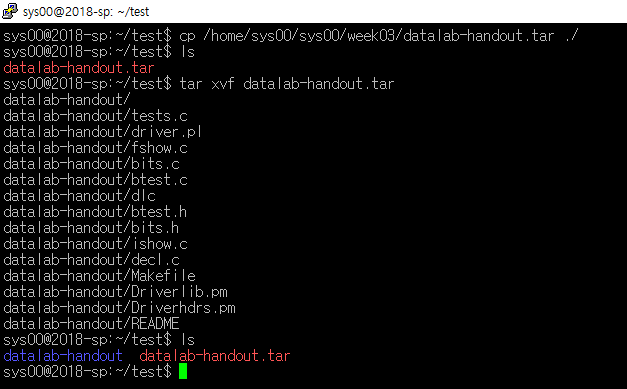 sys00@2018-sp: ~/test
sys00@2018-sp:~/test$ cp /home/sys00/sys00/week03/datalab-handout.tar ./
sys00@2018-sp:~/test$ ls
datalab-handout.tar
sys00@2018-sp:~/test$ tar xvf datalab-handout.tar
datalab-handout/
datalab-handout/tests.c
datalab-handout/driver.pl
datalab-handout/fshow.c
datalab-handout/bits.c
datalab-handout/btest.c
datalab-handout/dlc
datalab-handout/btest.h
datalab-handout/bits.h
datalab-handout/ishow.c
datalab-handout/decl.c
datalab-handout/Makefile
datalab-handout/Driverlib.pm
datalab-handout/Driverhdrs.pm
datalab-handout/README
sys00@2018-sp:~/test$ ls
datalab-handout  datalab-handout.tar
sys00@2018-sp:~/test$